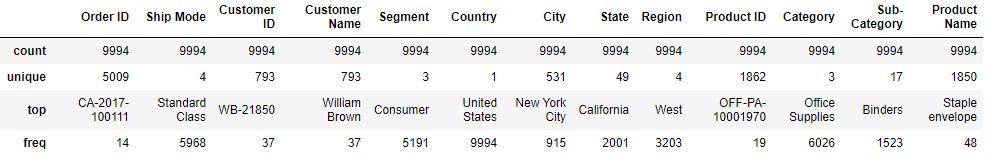 Order ID Ship Mode Customer ID Customer Name Segment Country City State Region Product ID Category Sub-Category Product Name
count 9994 9994 9994 9994 9994 9994 9994 9994 9994 9994 9994 9994 9994
unique 5009 4 793 793 3 1 531 49 4 1862 3 17 1850
top CA-2017-100111 Standard Class WB-21850 William Brown Consumer United States New York City California West OFF-PA-10001970 Office Supplies Binders Staple envelope
freq 14 5968 37 37 5191 9994 915 2001 3203 19 6026 1523 48